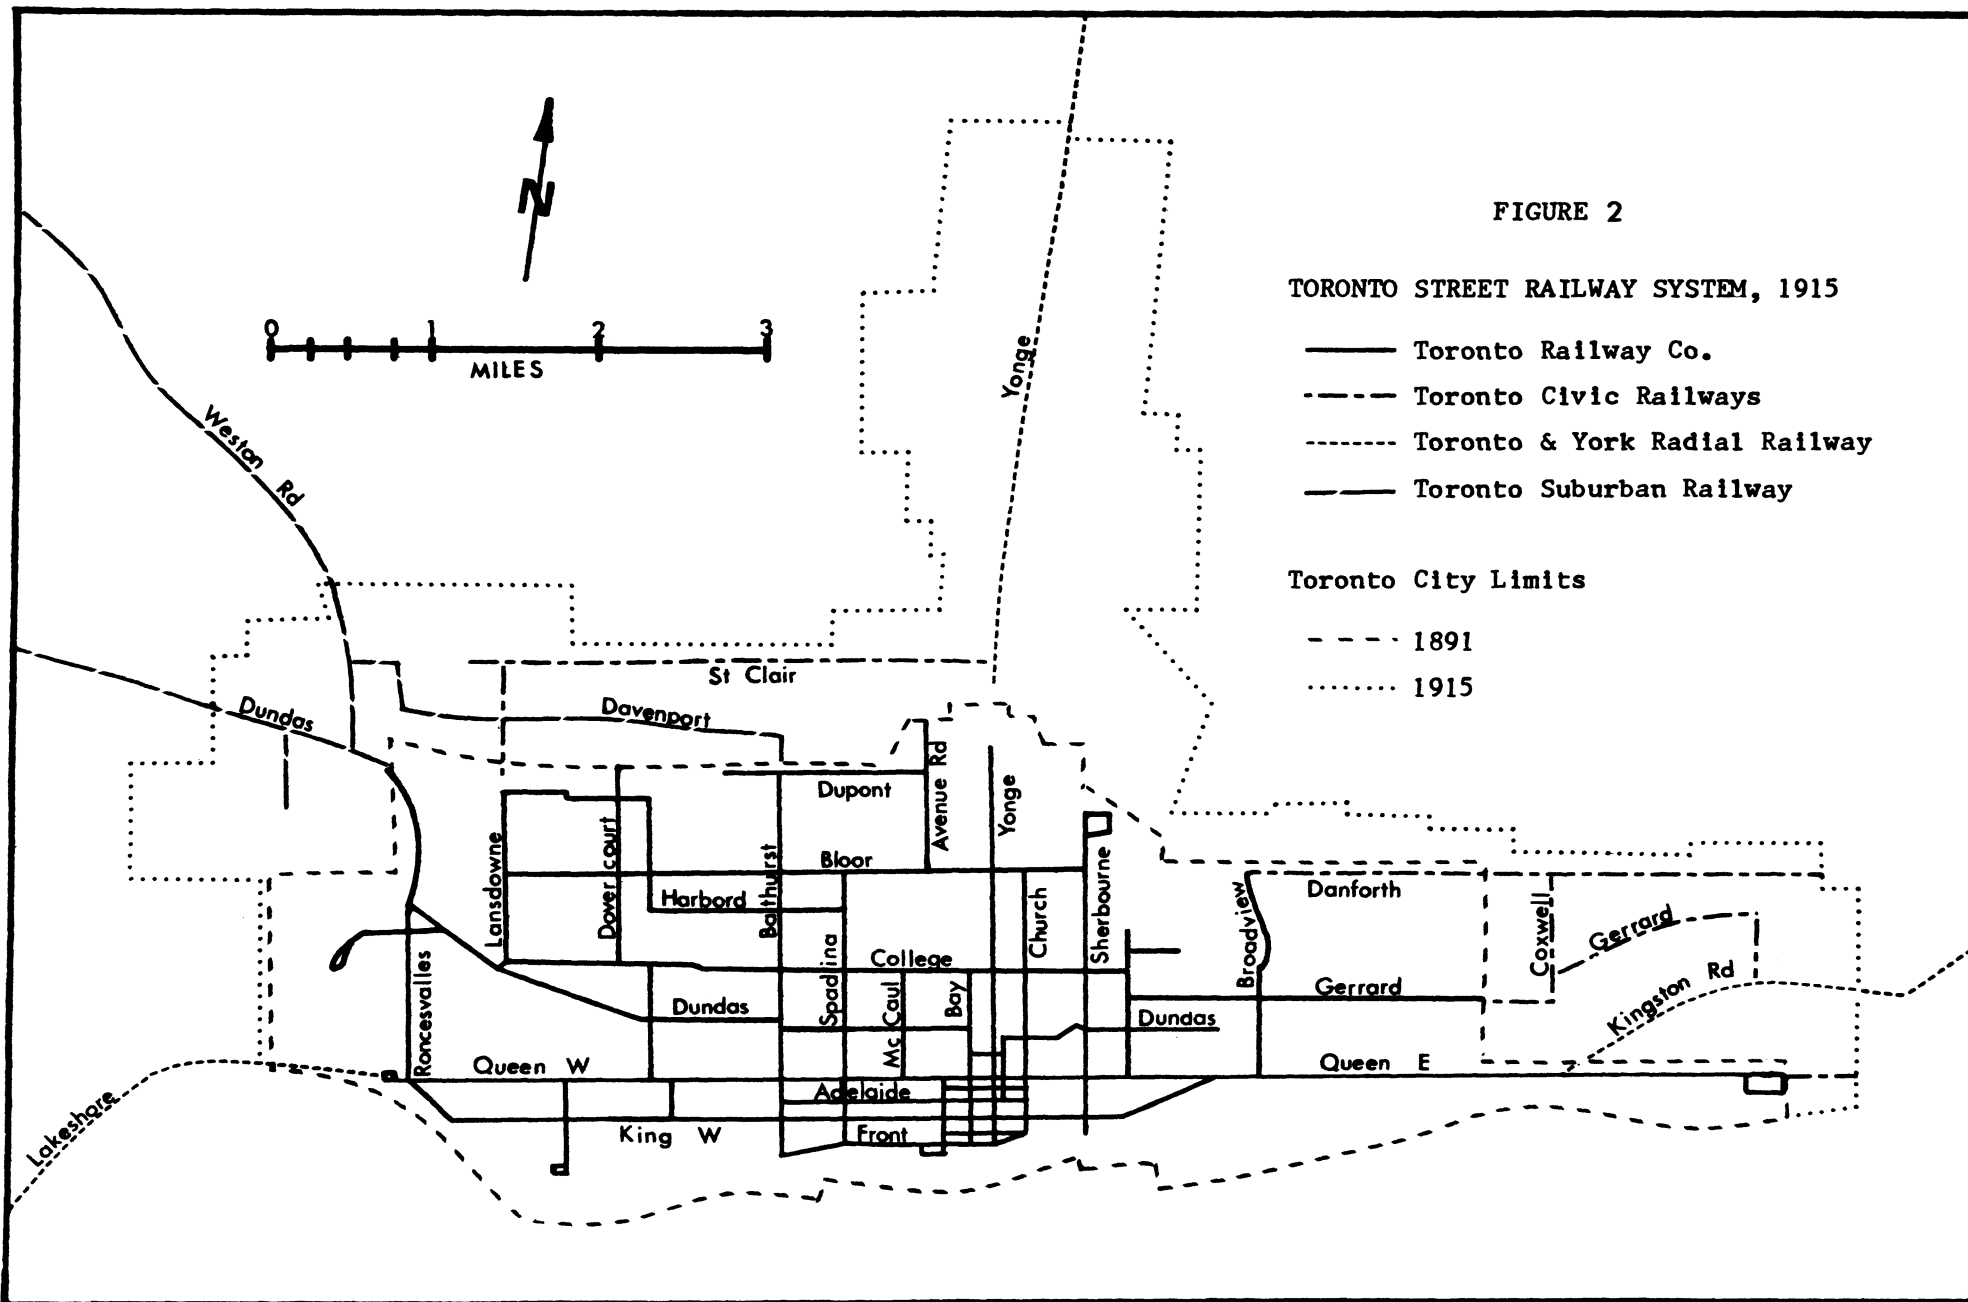 FIGURE 2
TORONTO STREET RAILWAY SYSTEM, 1915
Toronto Railway Co.
Toronto Civic Railways
Toronto & York Radial Railway
Toronto Suburban Railway
Toronto City Limits
1891
1915
N
0 1 2 3
MILES
Yonge
Weston Rd
St Clair
Dundas
Davenport
Avenue Rd
Dupont
Yonge
Lansdowne
Dover court
Bathurst
Bloor
Harbord
Church
Sherbourne
Broadview
Danforth
Coxwell
Gerrard
Kingston Rd
Roncesvalles
Spadina
College
Mc Caul
Bay
Dundas
Dundas
Gerrard
Queen W
Queen E
Adelaide
King W
Front
Lakeshore